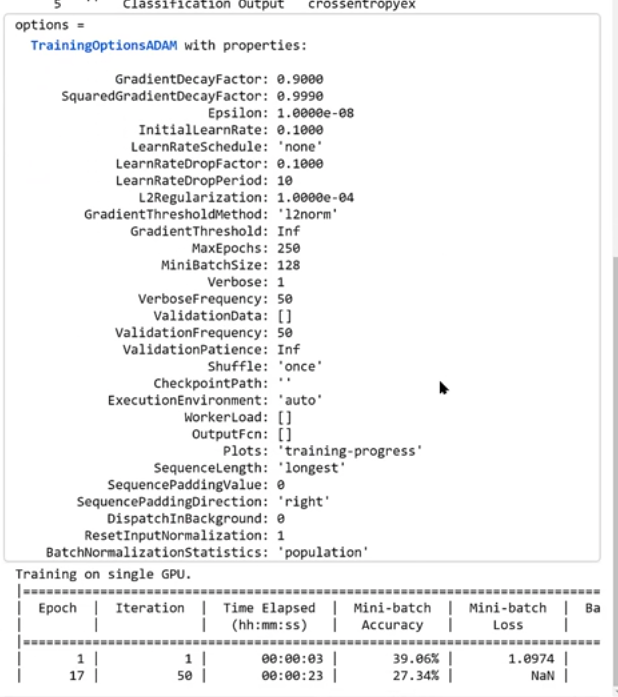 5 '' Classification Output crossentropyex
options =
TrainingOptionsADAM with properties:
GradientDecayFactor: 0.9000
SquaredGradientDecayFactor: 0.9990
Epsilon: 1.0000e-08
InitialLearnRate: 0.1000
LearnRateSchedule: 'none'
LearnRateDropFactor: 0.1000
LearnRateDropPeriod: 10
L2Regularization: 1.0000e-04
GradientThresholdMethod: 'l2norm'
GradientThreshold: Inf
MaxEpochs: 250
MiniBatchSize: 128
Verbose: 1
VerboseFrequency: 50
ValidationData: []
ValidationFrequency: 50
ValidationPatience: Inf
Shuffle: 'once'
CheckpointPath: ''
ExecutionEnvironment: 'auto'
WorkerLoad: []
OutputFcn: []
Plots: 'training-progress'
SequenceLength: 'longest'
SequencePaddingValue: 0
SequencePaddingDirection: 'right'
DispatchInBackground: 0
ResetInputNormalization: 1
BatchNormalizationStatistics: 'population'
Training on single GPU.
|======================================================================
| Epoch | Iteration | Time Elapsed | Mini-batch | Mini-batch | Ba
| | | (hh:mm:ss) | Accuracy | Loss |
|======================================================================
| 1 | 1 | 00:00:03 | 39.06% | 1.0974 |
| 17 | 50 | 00:00:23 | 27.34% | NaN |